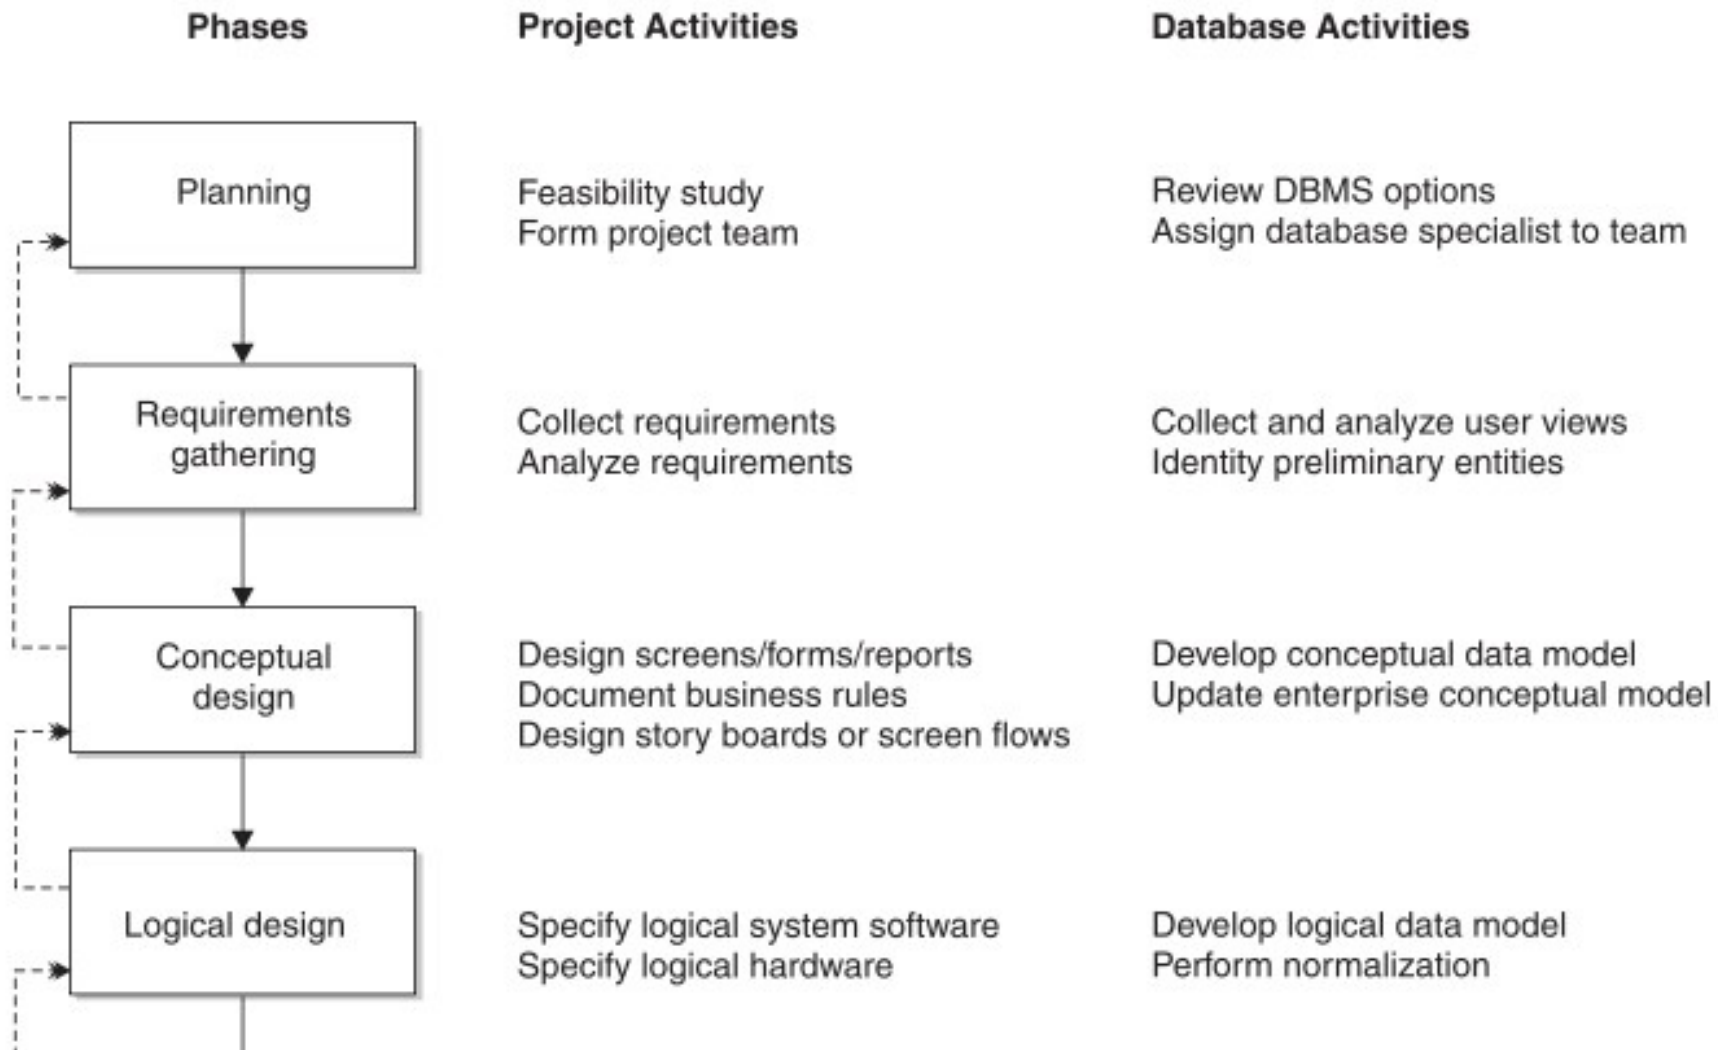 Phases
Project Activities
Database Activities
Planning
Feasibility study
Form project team
Review DBMS options
Assign database specialist to team
Requirements
gathering
Collect requirements
Analyze requirements
Collect and analyze user views
Identity preliminary entities
Conceptual
design
Design screens/forms/reports
Document business rules
Design story boards or screen flows
Develop conceptual data model
Update enterprise conceptual model
Logical design
Specify logical system software
Specify logical hardware
Develop logical data model
Perform normalization